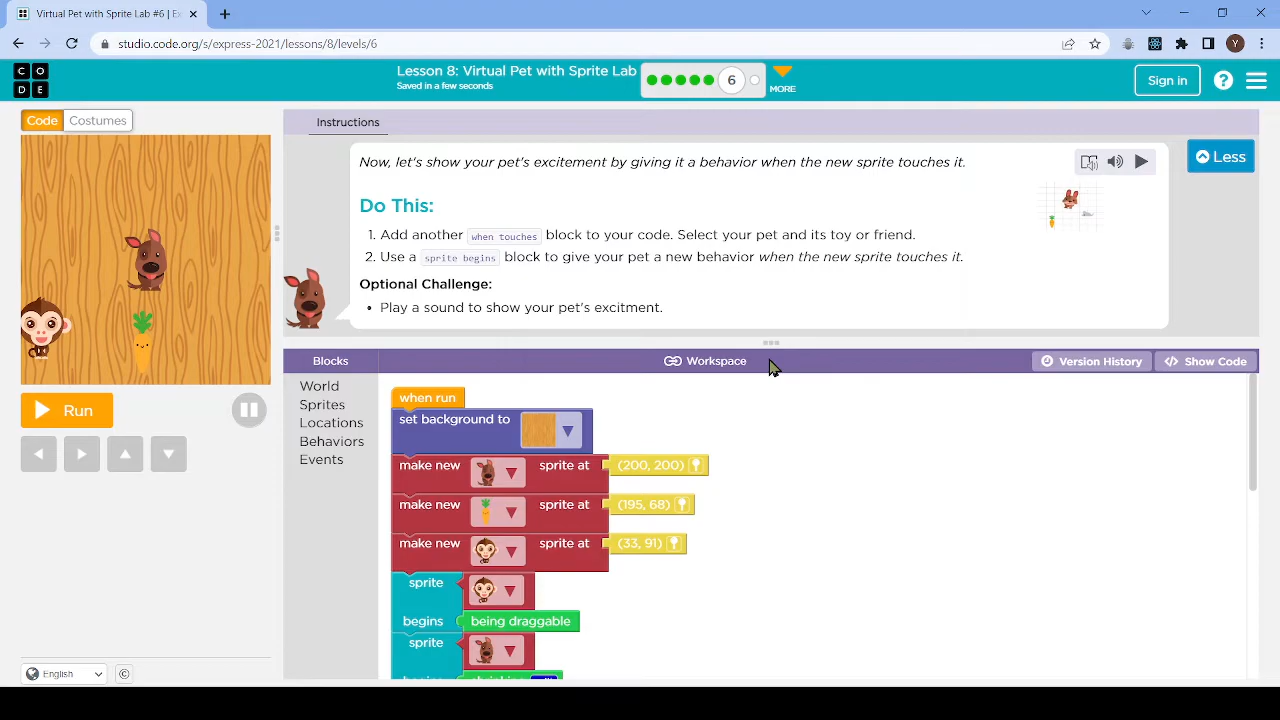 Virtual Pet with Sprite Lab #6 | E
studio.code.org/s/express-2021/lessons/8/levels/6
Y
C O
D E
Lesson 8: Virtual Pet with Sprite Lab
Saved in a few seconds
6
MORE
Sign in
?
Code
Costumes
Instructions
Now, let's show your pet's excitement by giving it a behavior when the new sprite touches it.
Less
Do This:
1. Add another when touches block to your code. Select your pet and its toy or friend.
2. Use a sprite begins block to give your pet a new behavior when the new sprite touches it.
Optional Challenge:
• Play a sound to show your pet's excitment.
Blocks
Workspace
Version History
Show Code
World
Sprites
Locations
Behaviors
Events
Run
when run
set background to
make new sprite at (200, 200)
make new sprite at (195, 68)
make new sprite at (33, 91)
sprite
begins being draggable
sprite
begins shrinking
English
©